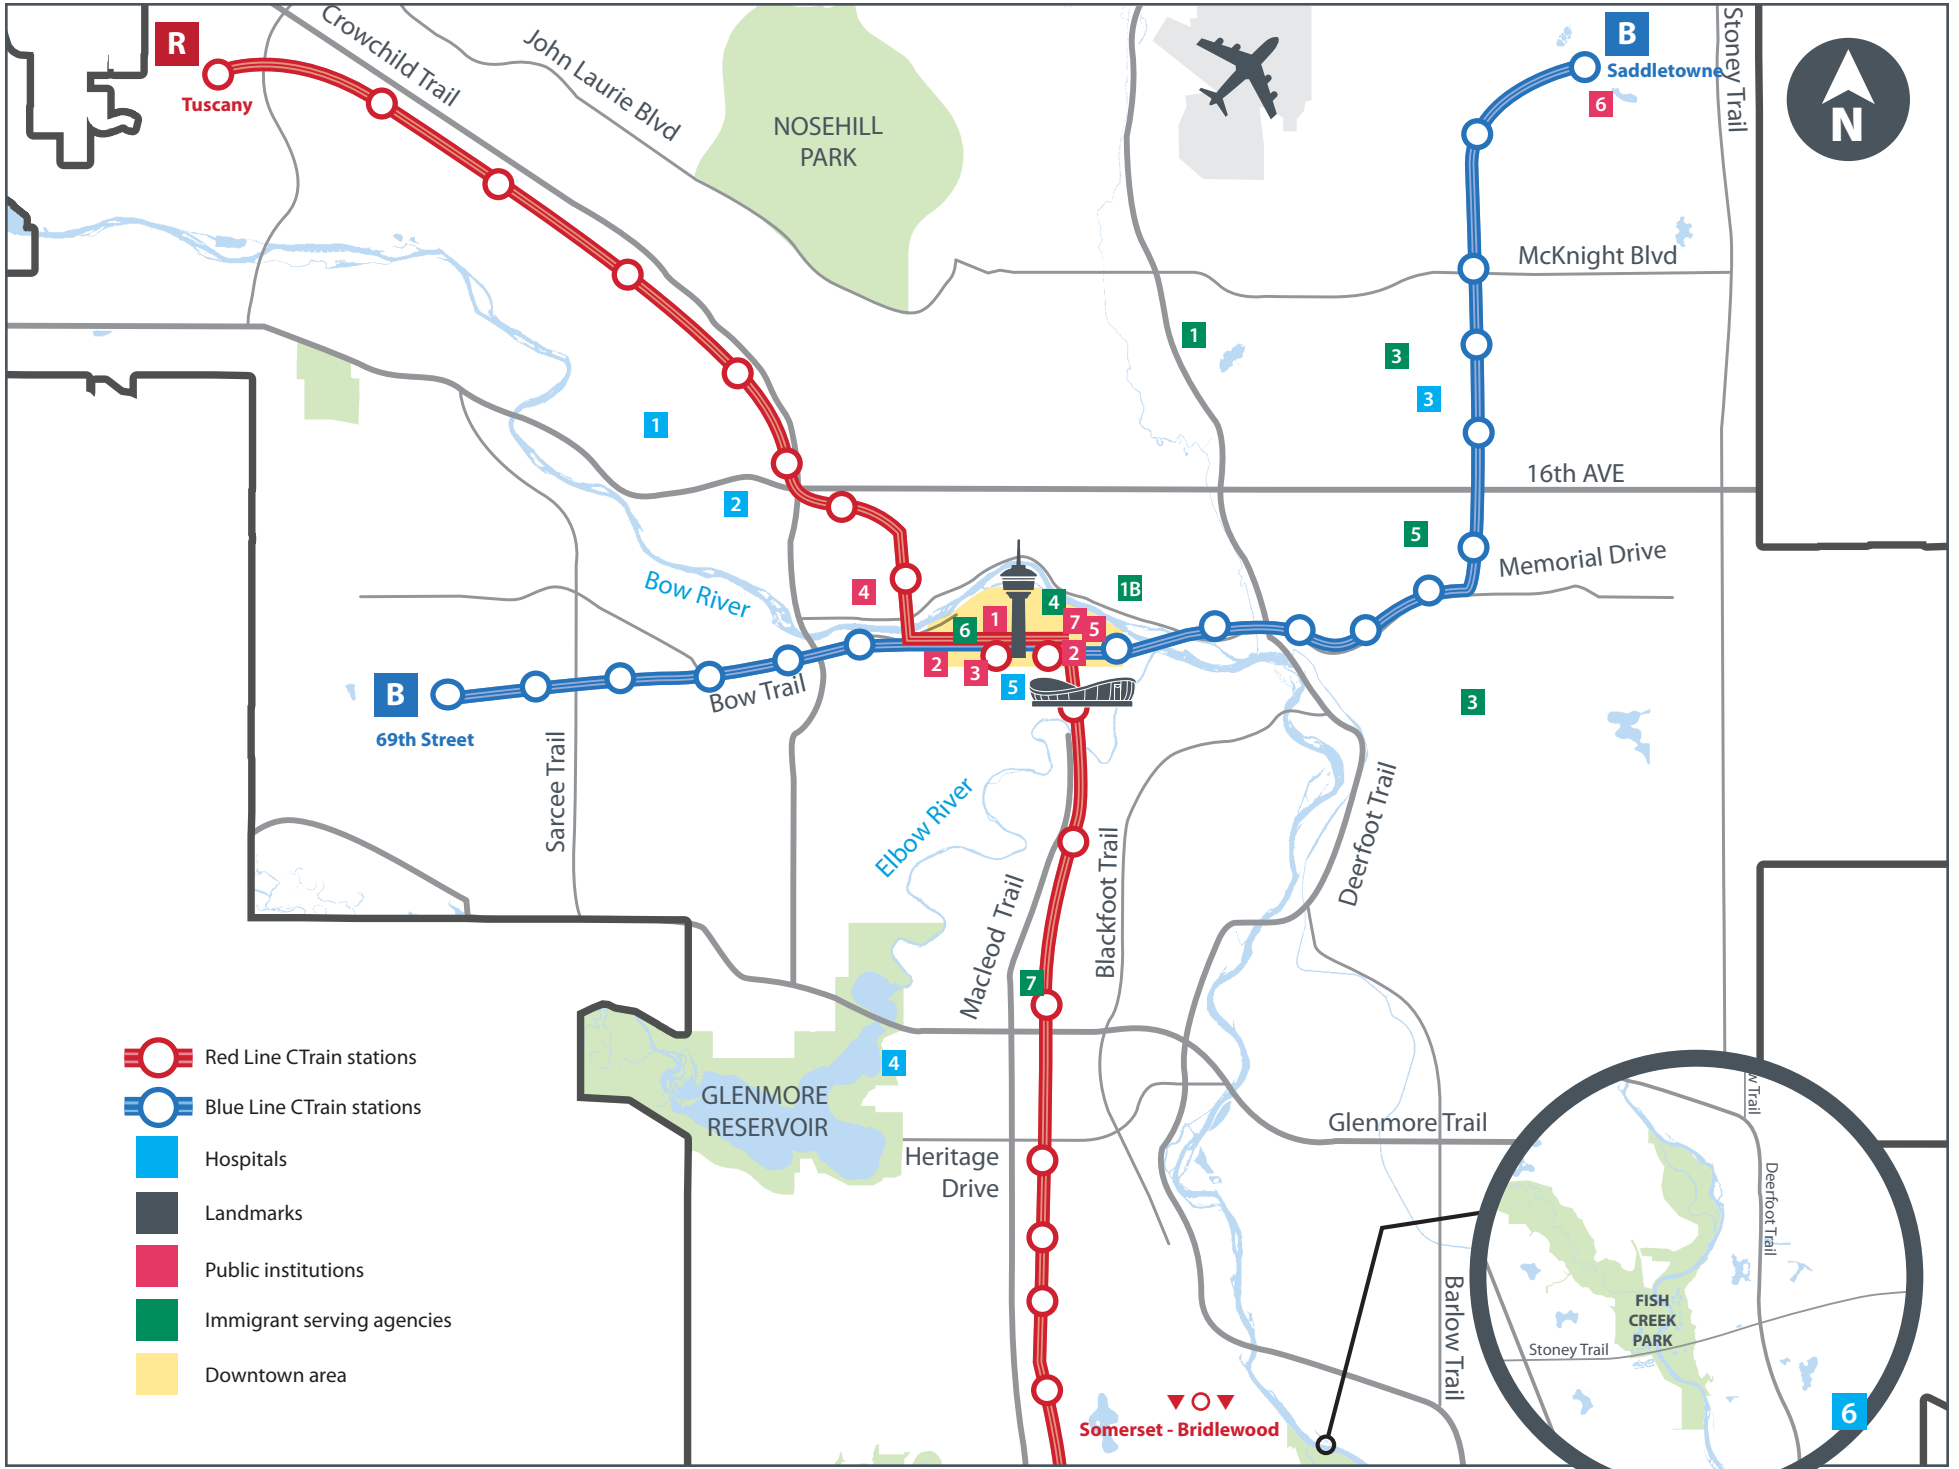 R
Tuscany
Crowchild Trail
John Laurie Blvd
NOSEHILL
PARK
B
Saddletowne
6
Stoney Trail
N
McKnight Blvd
1
3
3
1
2
16th AVE
5
Memorial Drive
Bow River
4
1B
4
1
7
5
6
2
2
3
5
B
69th Street
Bow Trail
3
Sarcee Trail
Elbow River
Macleod Trail
Blackfoot Trail
Deerfoot Trail
7
4
GLENMORE
RESERVOIR
Heritage
Drive
Glenmore Trail
Barlow Trail
Red Line CTrain stations
Blue Line CTrain stations
Hospitals
Landmarks
Public institutions
Immigrant serving agencies
Downtown area
Somerset - Bridlewood
w Trail
Deerfoot Trail
FISH
CREEK
PARK
Stoney Trail
6